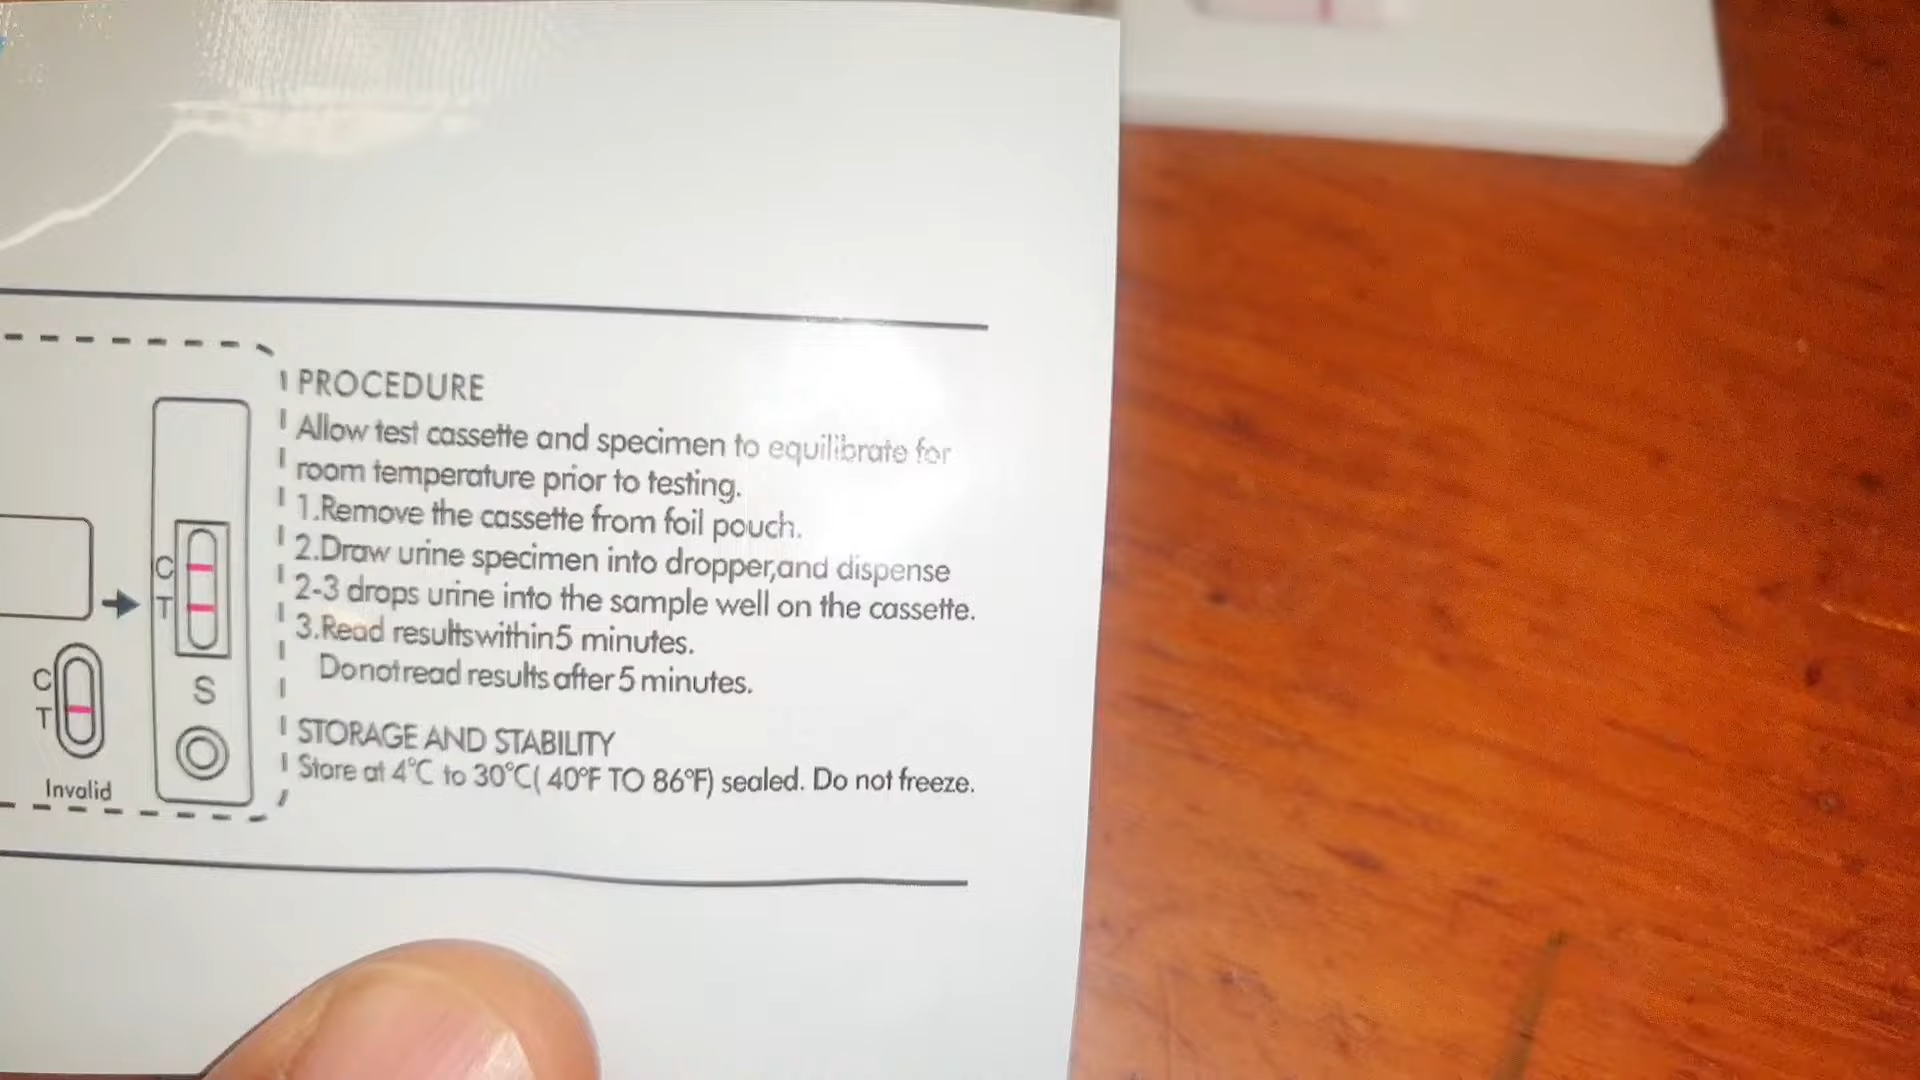 PROCEDURE
Allow test cassette and specimen to equilibrate for
room temperature prior to testing.
1.Remove the cassette from foil pouch.
2.Draw urine specimen into dropper,and dispense
2-3 drops urine into the sample well on the cassette.
3.Read resultswithin5 minutes.
Donotread results after 5 minutes.
STORAGE AND STABILITY
Store at 4°C to 30°C( 40°F TO 86°F) sealed. Do not freeze.
C
T
S
C
T
Invalid